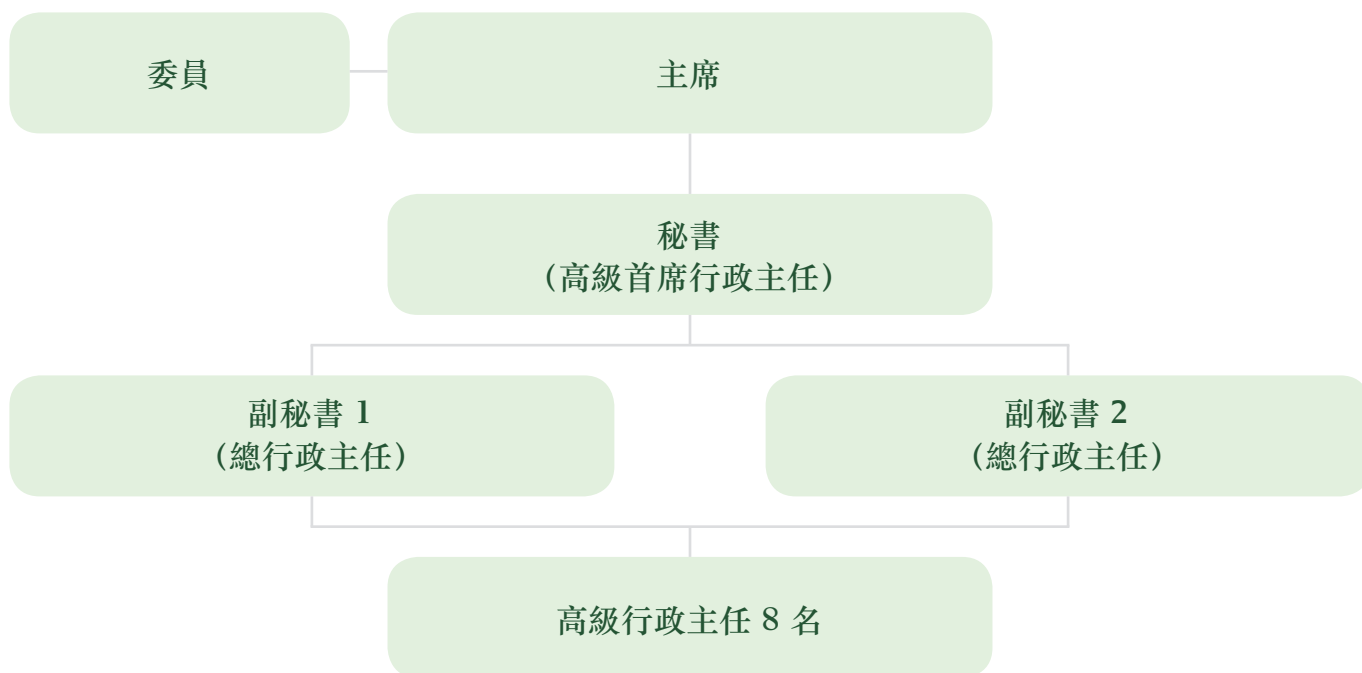 委員
主席
秘書
(高級首席行政主任)
副秘書 1
(總行政主任)
副秘書 2
(總行政主任)
高級行政主任 8 名